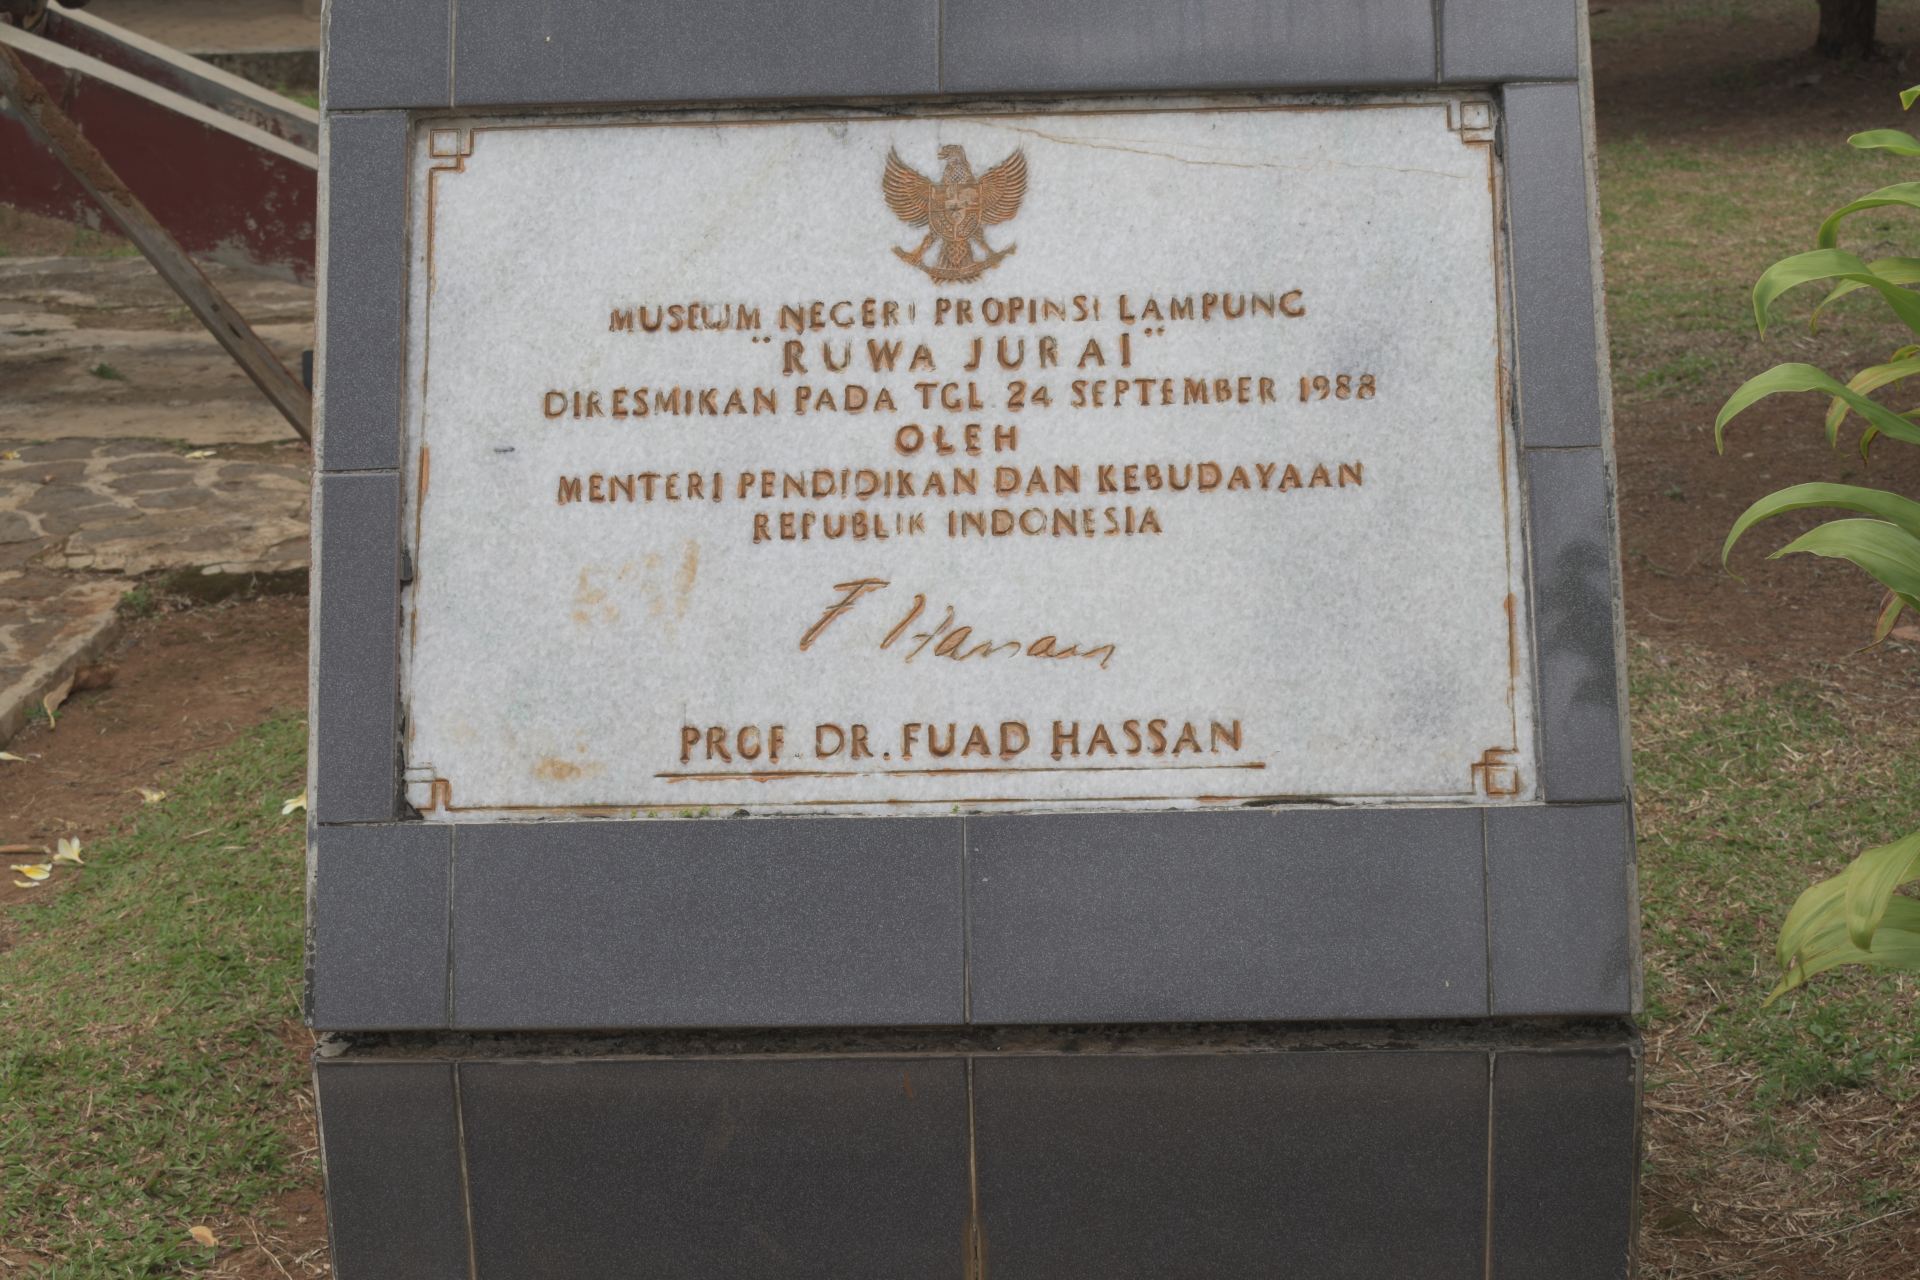 MUSEUM NEGERI PROPINSI LAMPUNG
"RUWA JURAI"
DIRESMIKAN PADA TGL. 24 SEPTEMBER 1988
OLEH
MENTERI PENDIDIKAN DAN KEBUDAYAAN
REPUBLIK INDONESIA
F Hassan
PROF. DR. FUAD HASSAN